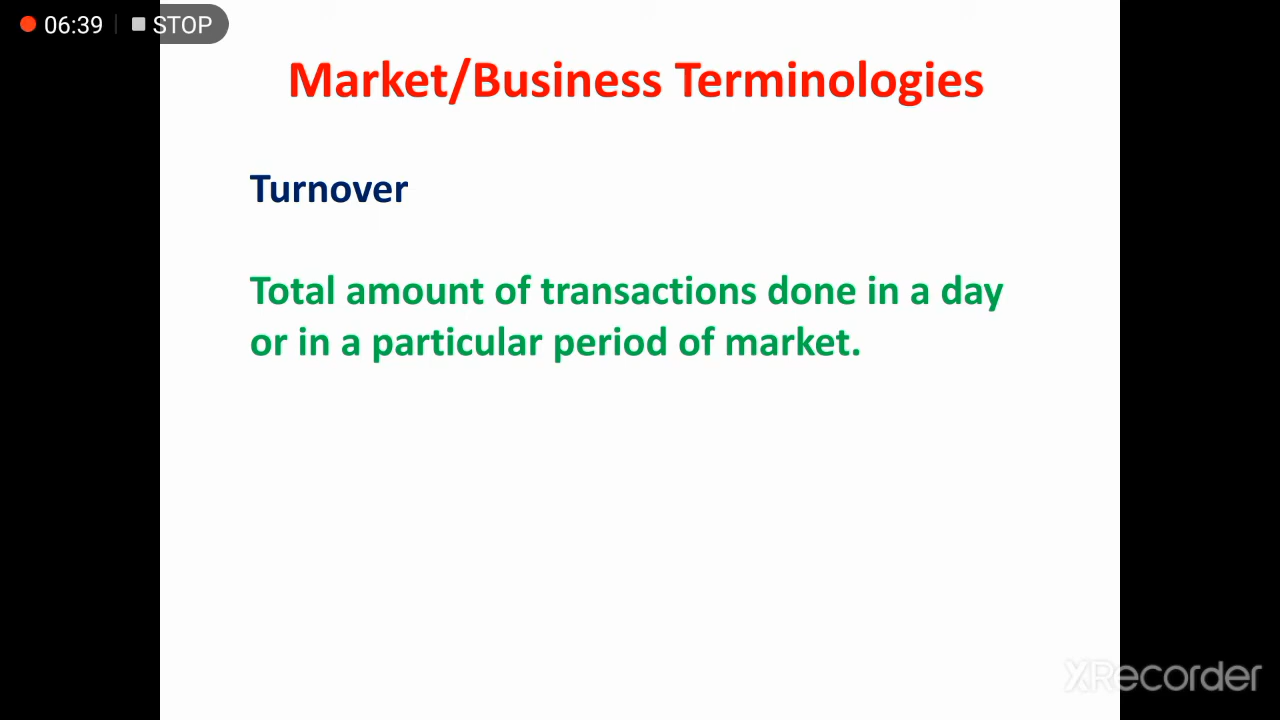 06:39 STOP
Market/Business Terminologies
Turnover
Total amount of transactions done in a day
or in a particular period of market.
XRecorder